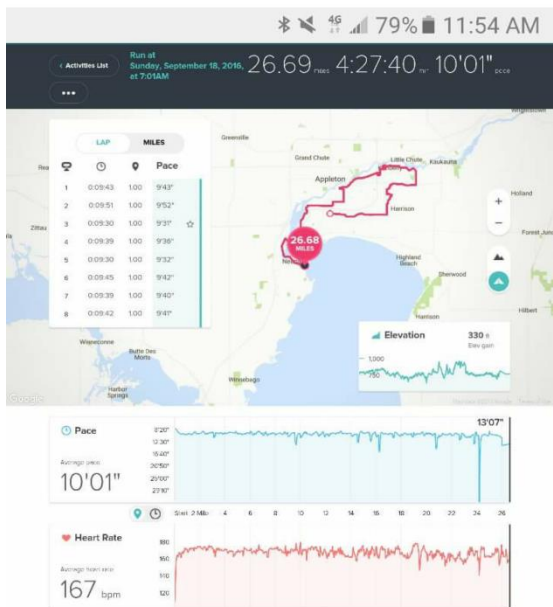 4G 79% 11:54 AM
Activities List
Run at
Sunday, September 18, 2016,
at 7:01AM
26.69 4:27:40 10'01" pace
LAP MILES
Pace
1 0:09:43 1.00 9'43"
2 0:09:51 1.00 9'52"
3 0:09:30 1.00 9'31"
4 0:09:39 1.00 9'36"
5 0:09:30 1.00 9'32"
6 0:09:45 1.00 9'42"
7 0:09:39 1.00 9'40"
8 0:09:42 1.00 9'41"
Greenville
Grand Chute
Little Chute
Kaukauna
Appleton
Harrison
Holland
Zittau
Forest Junc
26.68
MILES
Highland
Beach
Sherwood
Harrison
Hilbert
Winneconne
Butte Des
Morts
Winnebago
Harbor
Springs
Google
Elevation 330 ft
Elev gain
1,000
750
Pace
13'07"
Average pace
10'01"
Start 2 Mile 4 6 8 10 12 14 16 18 20 22 24 26
Heart Rate
180
160
140
120
Average heart rate
167 bpm